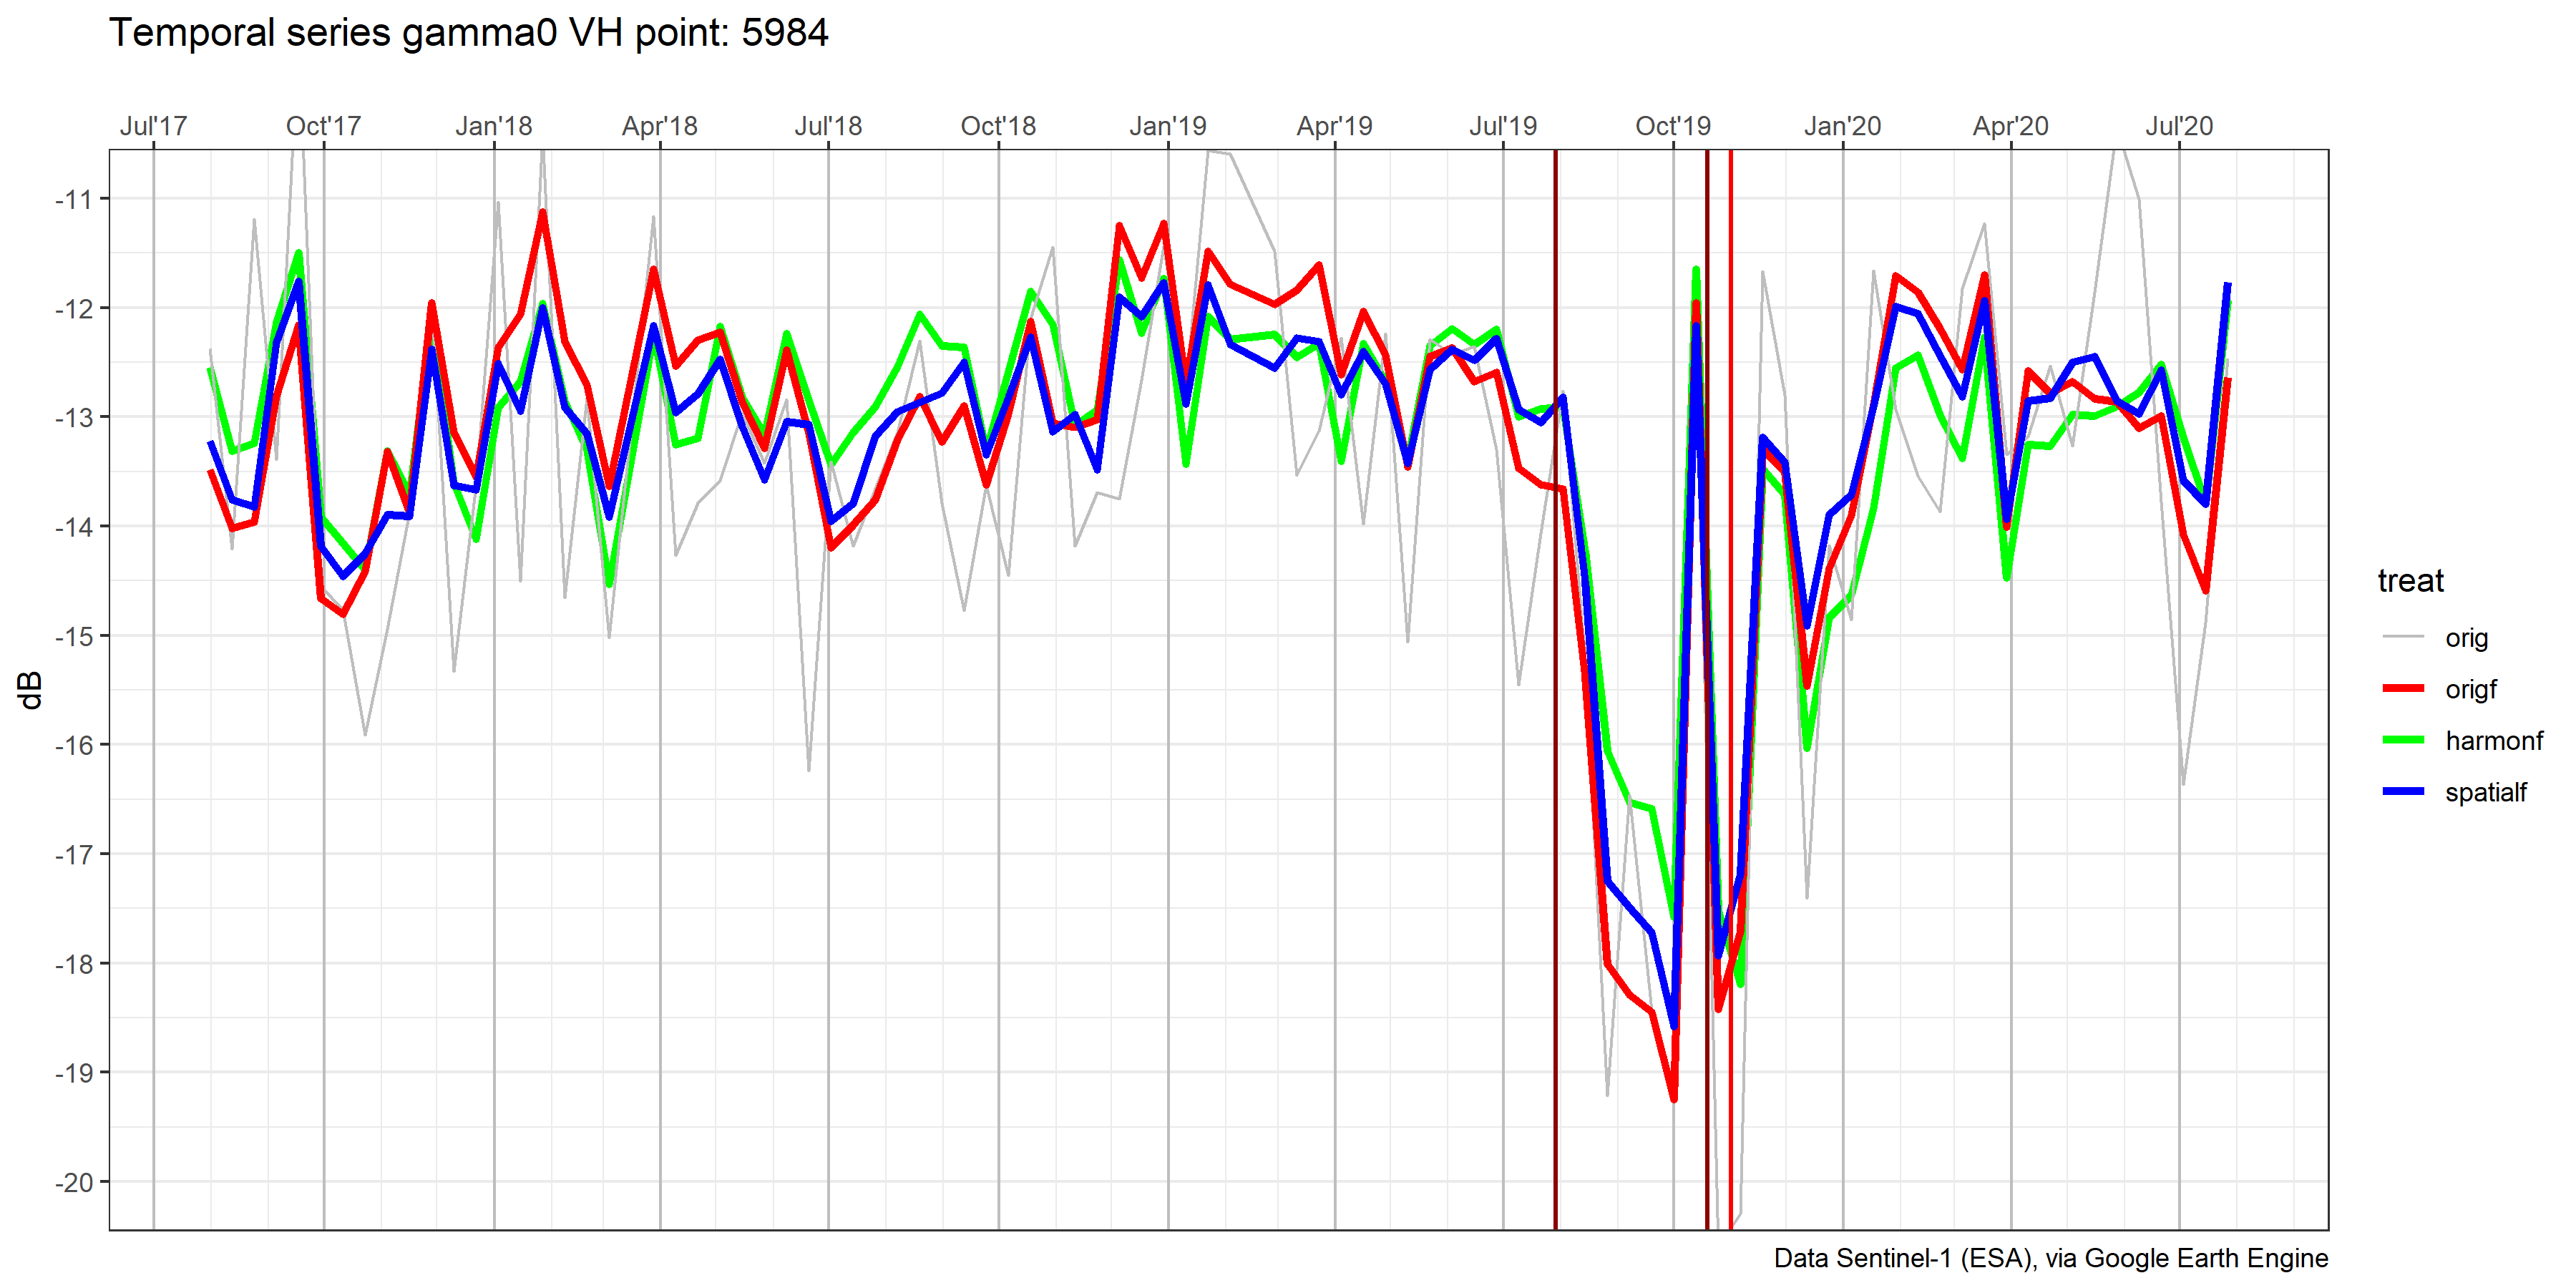 Temporal series gamma0 VH point: 5984
Jul'17 Oct'17 Jan'18 Apr'18 Jul'18 Oct'18 Jan'19 Apr'19 Jul'19 Oct'19 Jan'20 Apr'20 Jul'20
-11
-12
-13
-14
-15
-16
-17
-18
-19
-20
dB
treat
orig
origf
harmonf
spatialf
Data Sentinel-1 (ESA), via Google Earth Engine